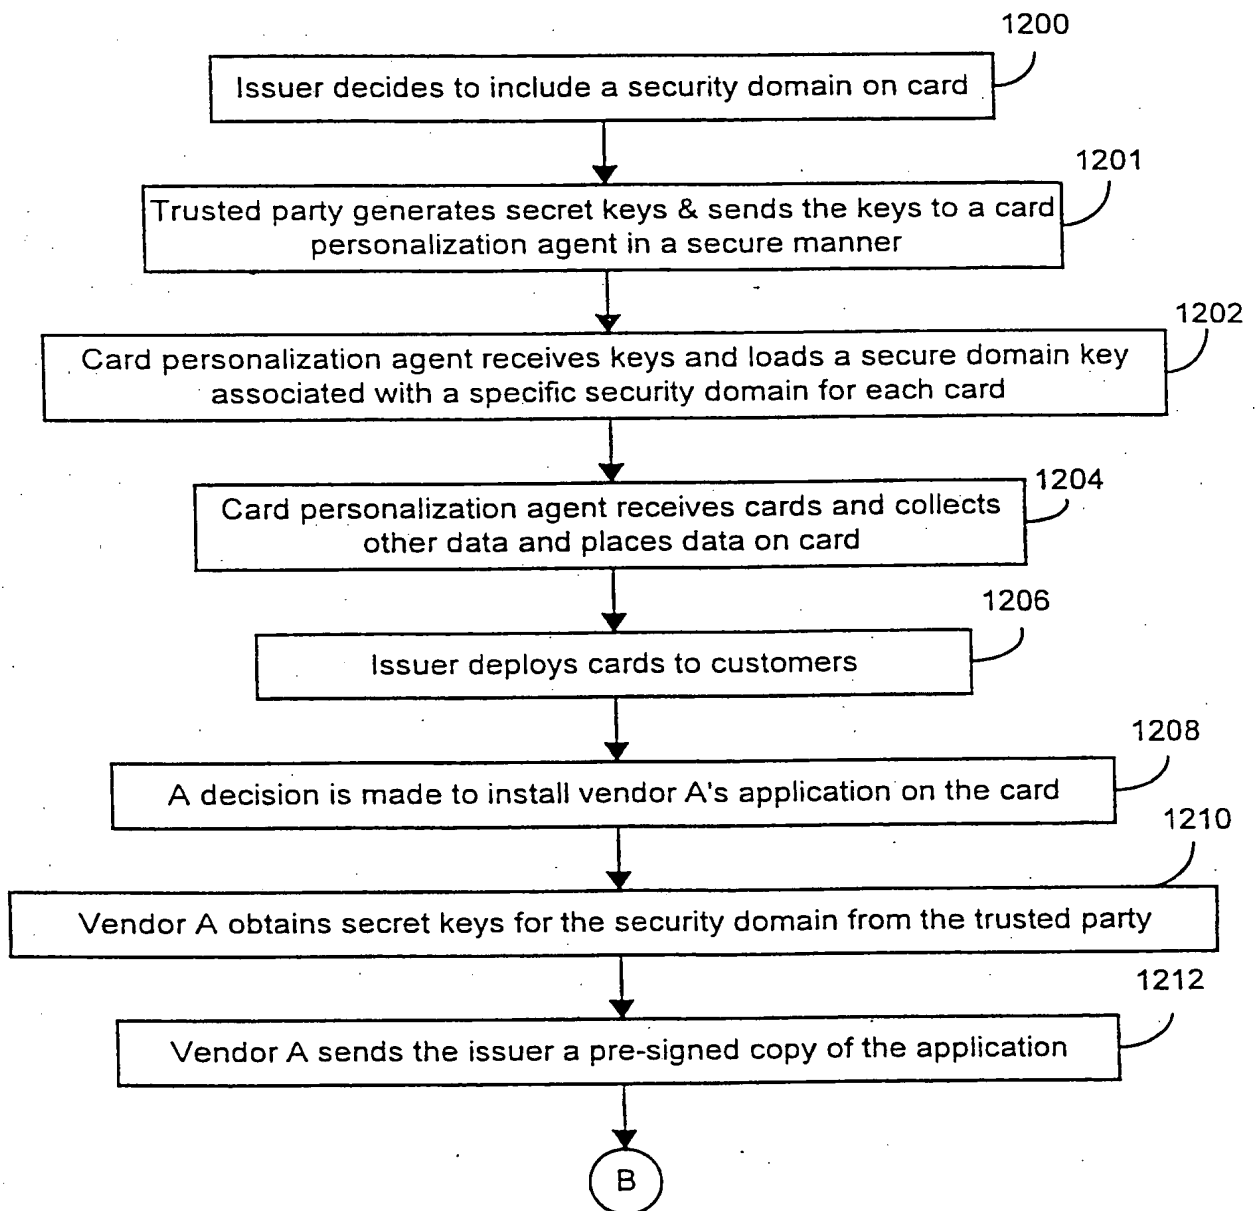 1200
Issuer decides to include a security domain on card
1201
Trusted party generates secret keys & sends the keys to a card
personalization agent in a secure manner
1202
Card personalization agent receives keys and loads a secure domain key
associated with a specific security domain for each card
1204
Card personalization agent receives cards and collects
other data and places data on card
1206
Issuer deploys cards to customers
1208
A decision is made to install vendor A's application on the card
1210
Vendor A obtains secret keys for the security domain from the trusted party
1212
Vendor A sends the issuer a pre-signed copy of the application
B